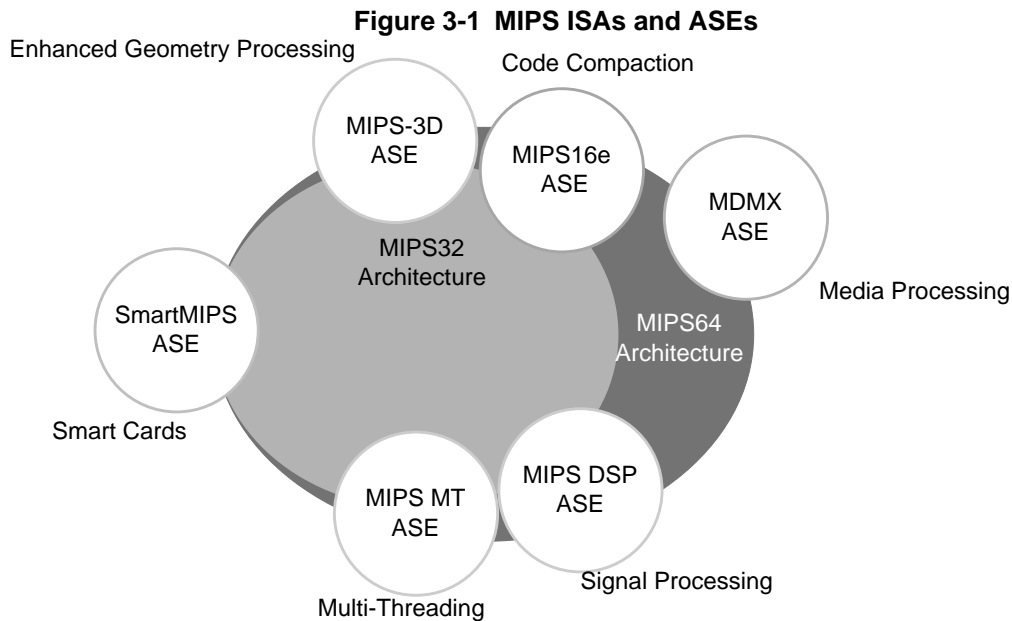 Figure 3-1 MIPS ISAs and ASEs
Enhanced Geometry Processing
Code Compaction
MIPS-3D
ASE
MIPS16e
ASE
MDMX
ASE
MIPS32
Architecture
Media Processing
SmartMIPS
ASE
MIPS64
Architecture
Smart Cards
MIPS MT
ASE
MIPS DSP
ASE
Signal Processing
Multi-Threading